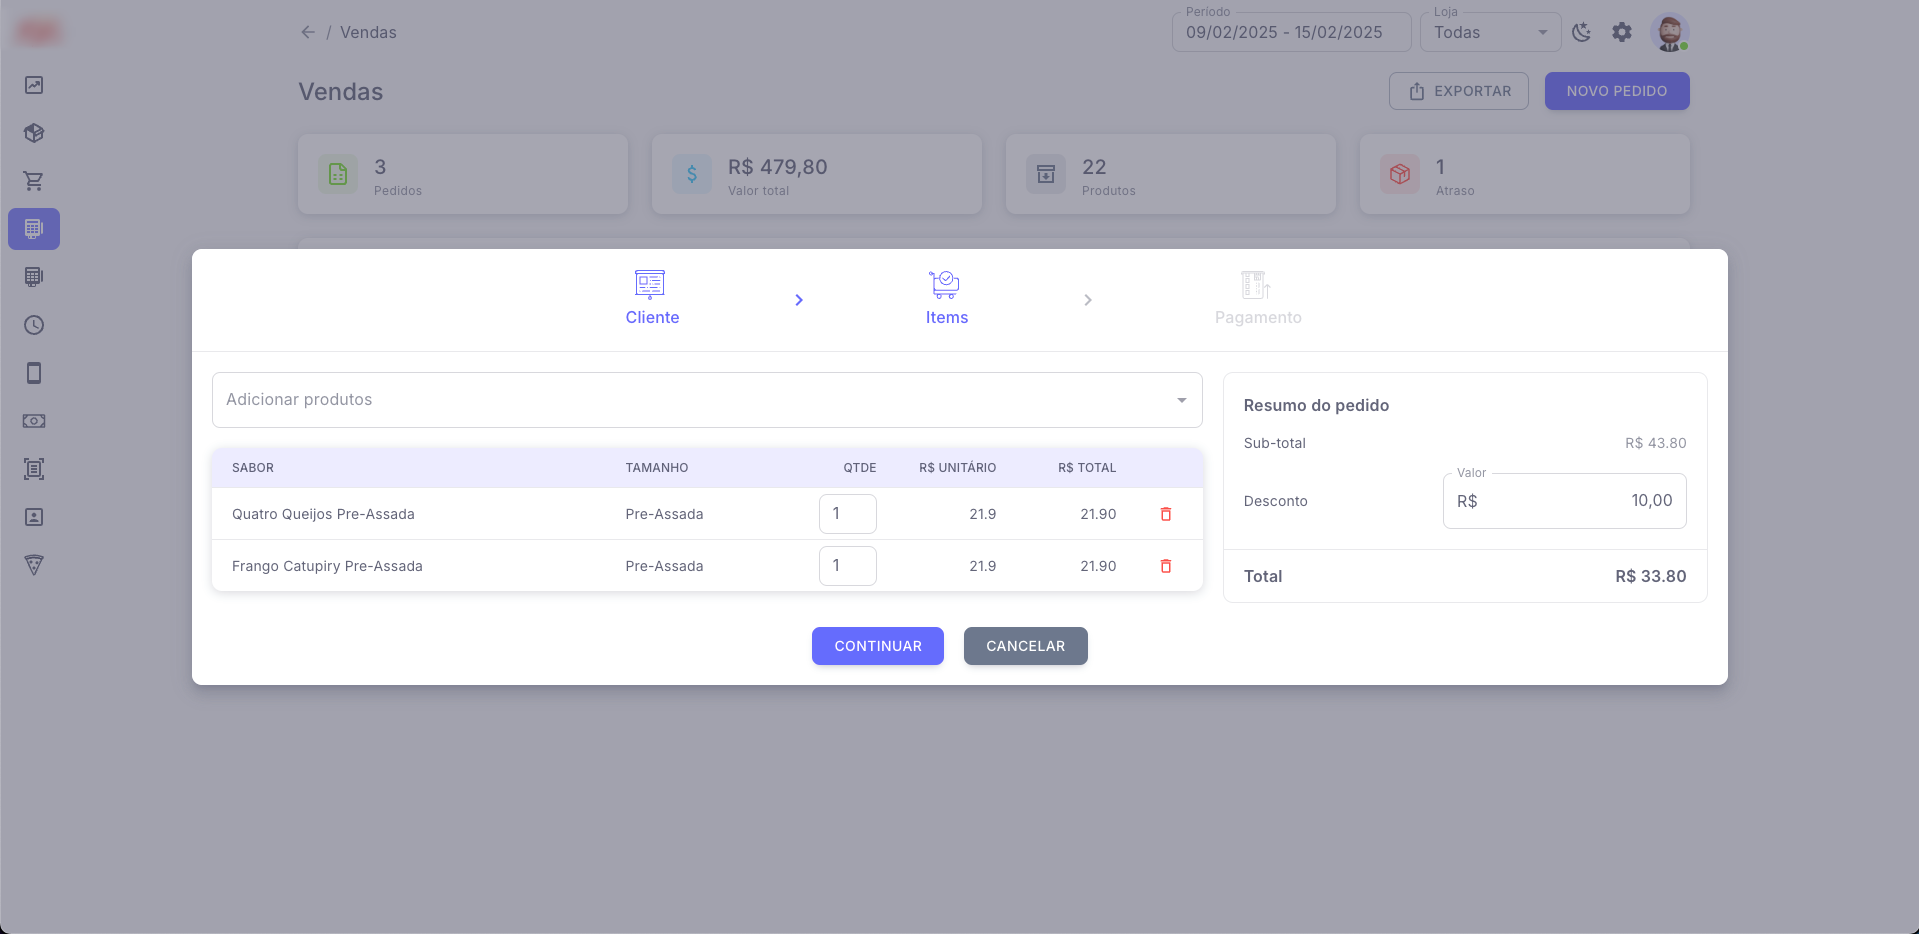 / Vendas
Período
09/02/2025 - 15/02/2025
Loja
Todas
Vendas
EXPORTAR
NOVO PEDIDO
3
Pedidos
R$ 479,80
Valor total
22
Produtos
1
Atraso
Cliente
Items
Pagamento
Adicionar produtos
SABOR TAMANHO QTDE R$ UNITÁRIO R$ TOTAL
Quatro Queijos Pre-Assada Pre-Assada 1 21.9 21.90
Frango Catupiry Pre-Assada Pre-Assada 1 21.9 21.90
Resumo do pedido
Sub-total R$ 43.80
Valor
Desconto R$ 10,00
Total R$ 33.80
CONTINUAR
CANCELAR